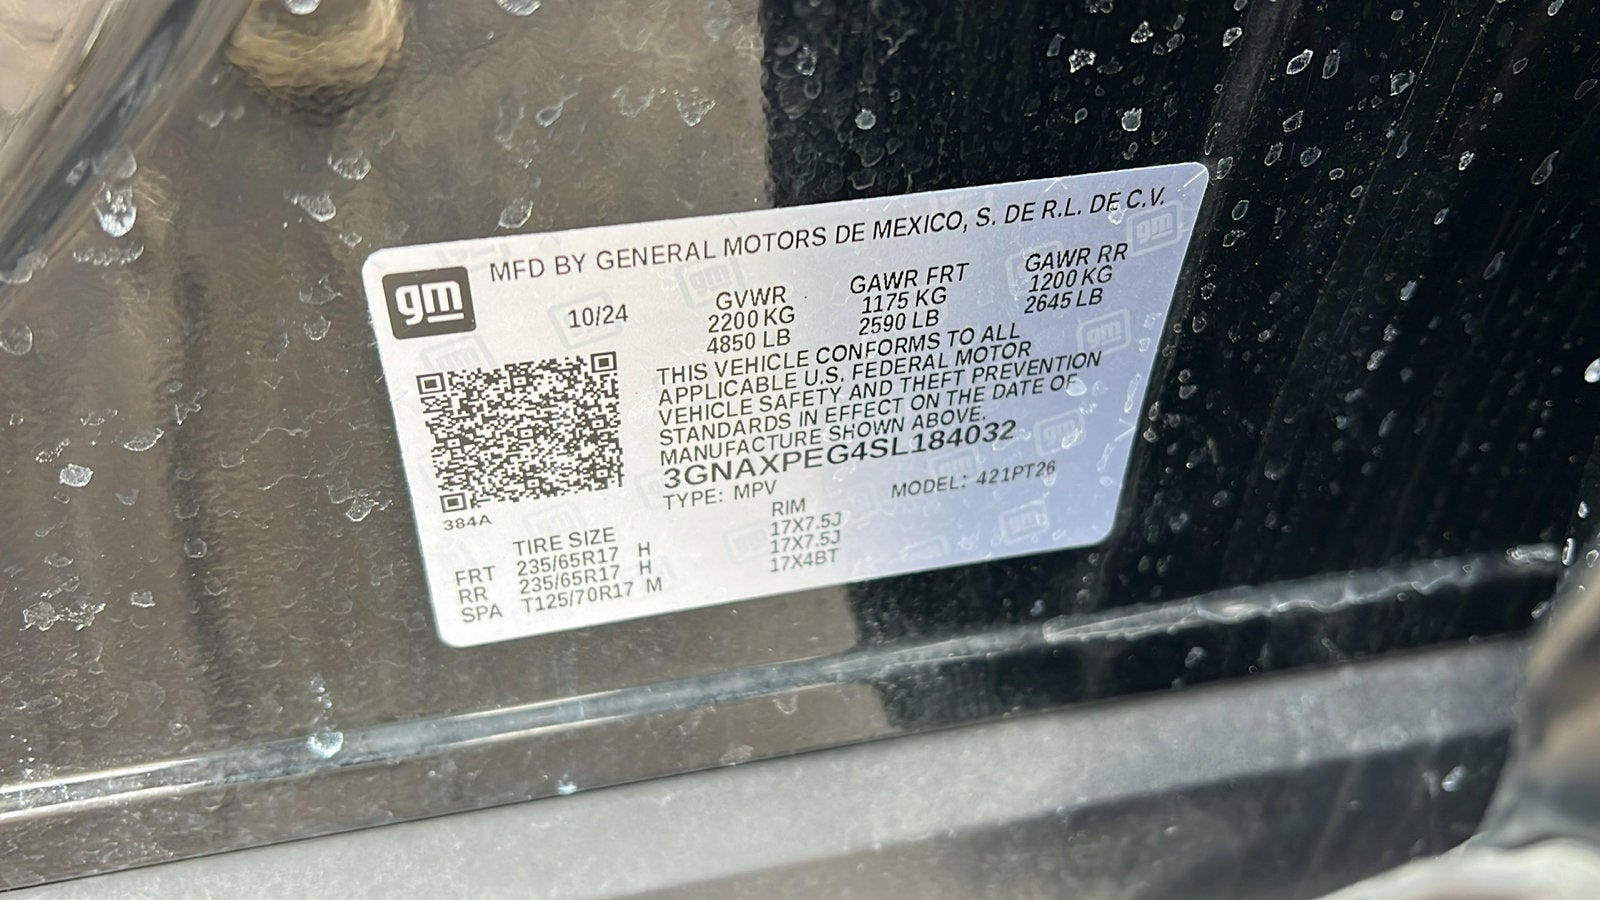 gm
MFD BY GENERAL MOTORS DE MEXICO, S. DE R.L. DE C.V.
10/24
GVWR
2200 KG
4850 LB
GAWR FRT
1175 KG
2590 LB
GAWR RR
1200 KG
2645 LB
THIS VEHICLE CONFORMS TO ALL
APPLICABLE U.S. FEDERAL MOTOR
VEHICLE SAFETY AND THEFT PREVENTION
STANDARDS IN EFFECT ON THE DATE OF
MANUFACTURE SHOWN ABOVE.
3GNAXPEG4SL184032
TYPE: MPV
MODEL: 421PT26
384A
TIRE SIZE RIM
FRT 235/65R17 H 17X7.5J
RR 235/65R17 H 17X7.5J
SPA T125/70R17 M 17X4BT